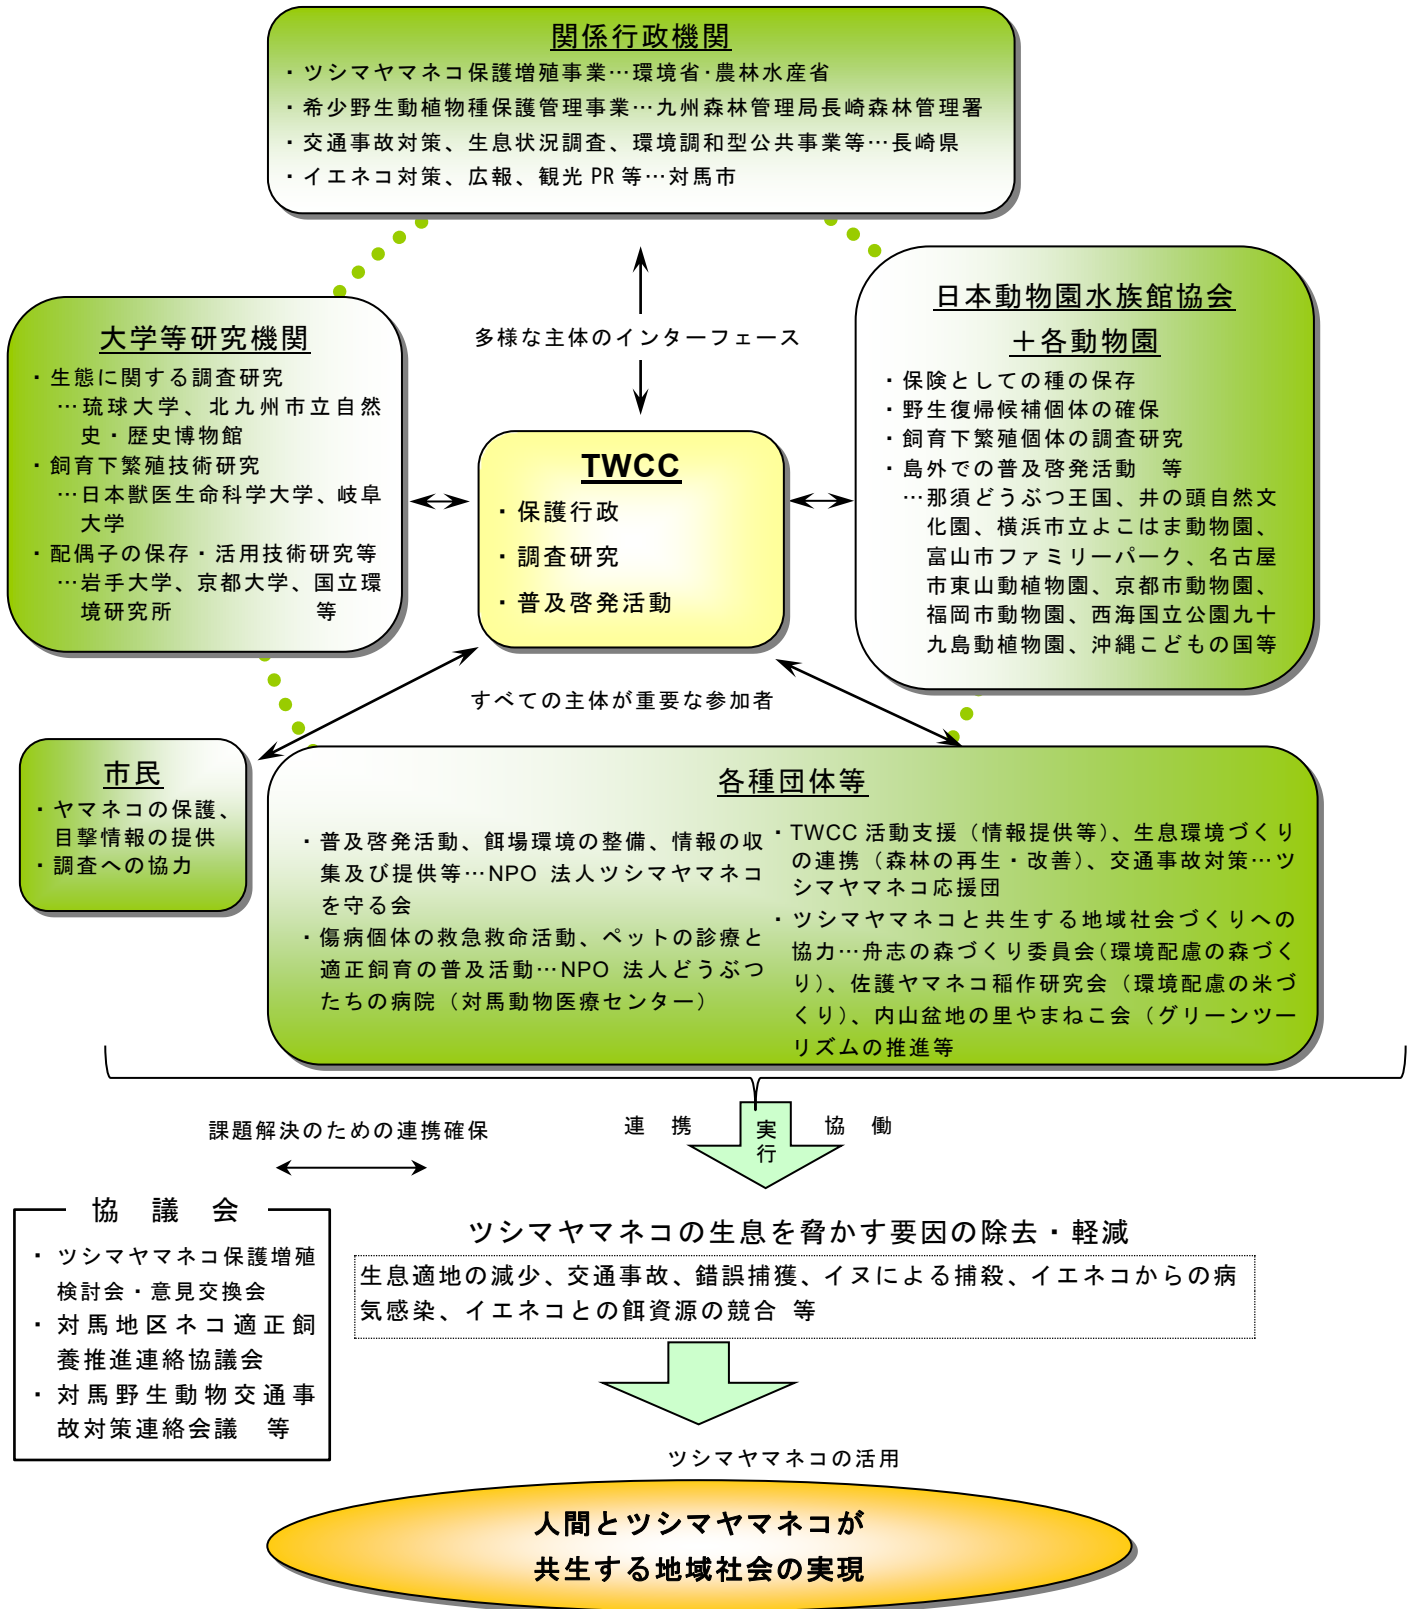 関係行政機関
・ツシマヤマネコ保護増殖事業…環境省・農林水産省
・希少野生動植物種保護管理事業…九州森林管理局長崎森林管理署
・交通事故対策、生息状況調査、環境調和型公共事業等…長崎県
・イエネコ対策、広報、観光 PR 等…対馬市
多様な主体のインターフェース
大学等研究機関
・生態に関する調査研究
…琉球大学、北九州市立自然
史・歴史博物館
・飼育下繁殖技術研究
…日本獣医生命科学大学、岐阜
大学
・配偶子の保存・活用技術研究等
…岩手大学、京都大学、国立環
境研究所 等
TWCC
・保護行政
・調査研究
・普及啓発活動
日本動物園水族館協会
＋各動物園
・保険としての種の保存
・野生復帰候補個体の確保
・飼育下繁殖個体の調査研究
・島外での普及啓発活動 等
…那須どうぶつ王国、井の頭自然文
化園、横浜市立よこはま動物園、
富山市ファミリーパーク、名古屋
市東山動植物園、京都市動物園、
福岡市動物園、西海国立公園九十
九島動植物園、沖縄こどもの国等
すべての主体が重要な参加者
市民
・ヤマネコの保護、
目撃情報の提供
・調査への協力
各種団体等
・普及啓発活動、餌場環境の整備、情報の収
集及び提供等…NPO 法人ツシマヤマネコ
を守る会
・傷病個体の救急救命活動、ペットの診療と
適正飼育の普及活動…NPO 法人どうぶつ
たちの病院（対馬動物医療センター）
・TWCC 活動支援（情報提供等）、生息環境づくり
の連携（森林の再生・改善）、交通事故対策…ツ
シマヤマネコ応援団
・ツシマヤマネコと共生する地域社会づくりへの
協力…舟志の森づくり委員会（環境配慮の森づく
り）、佐護ヤマネコ稲作研究会（環境配慮の米づ
くり）、内山盆地の里やまねこ会（グリーンツー
リズムの推進等
連 携
実行
協 働
課題解決のための連携確保
協 議 会
・ツシマヤマネコ保護増殖
検討会・意見交換会
・対馬地区ネコ適正飼
養推進連絡協議会
・対馬野生動物交通事
故対策連絡会議 等
ツシマヤマネコの生息を脅かす要因の除去・軽減
生息適地の減少、交通事故、錯誤捕獲、イヌによる捕殺、イエネコからの病
気感染、イエネコとの餌資源の競合 等
ツシマヤマネコの活用
人間とツシマヤマネコが
共生する地域社会の実現